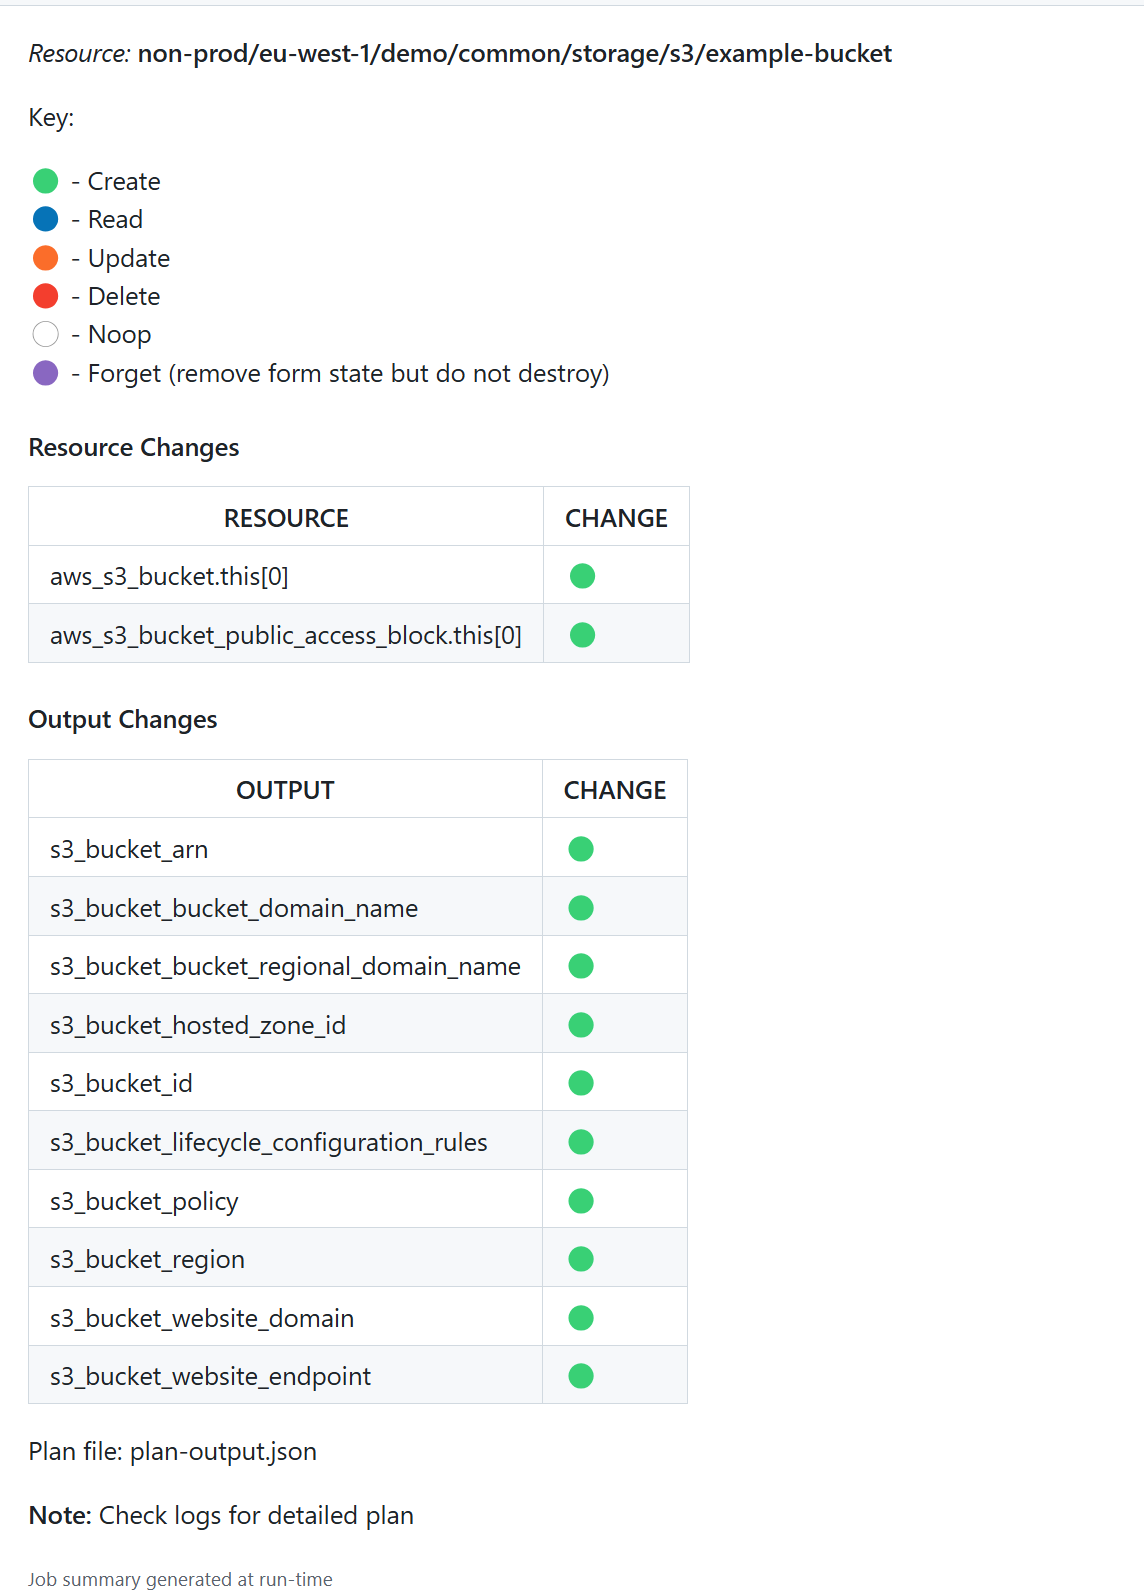 Resource: non-prod/eu-west-1/demo/common/storage/s3/example-bucket
Key:
- Create
- Read
- Update
- Delete
- Noop
- Forget (remove form state but do not destroy)
Resource Changes
RESOURCE CHANGE
aws_s3_bucket.this[0]
aws_s3_bucket_public_access_block.this[0]
Output Changes
OUTPUT CHANGE
s3_bucket_arn
s3_bucket_bucket_domain_name
s3_bucket_bucket_regional_domain_name
s3_bucket_hosted_zone_id
s3_bucket_id
s3_bucket_lifecycle_configuration_rules
s3_bucket_policy
s3_bucket_region
s3_bucket_website_domain
s3_bucket_website_endpoint
Plan file: plan-output.json
Note: Check logs for detailed plan
Job summary generated at run-time